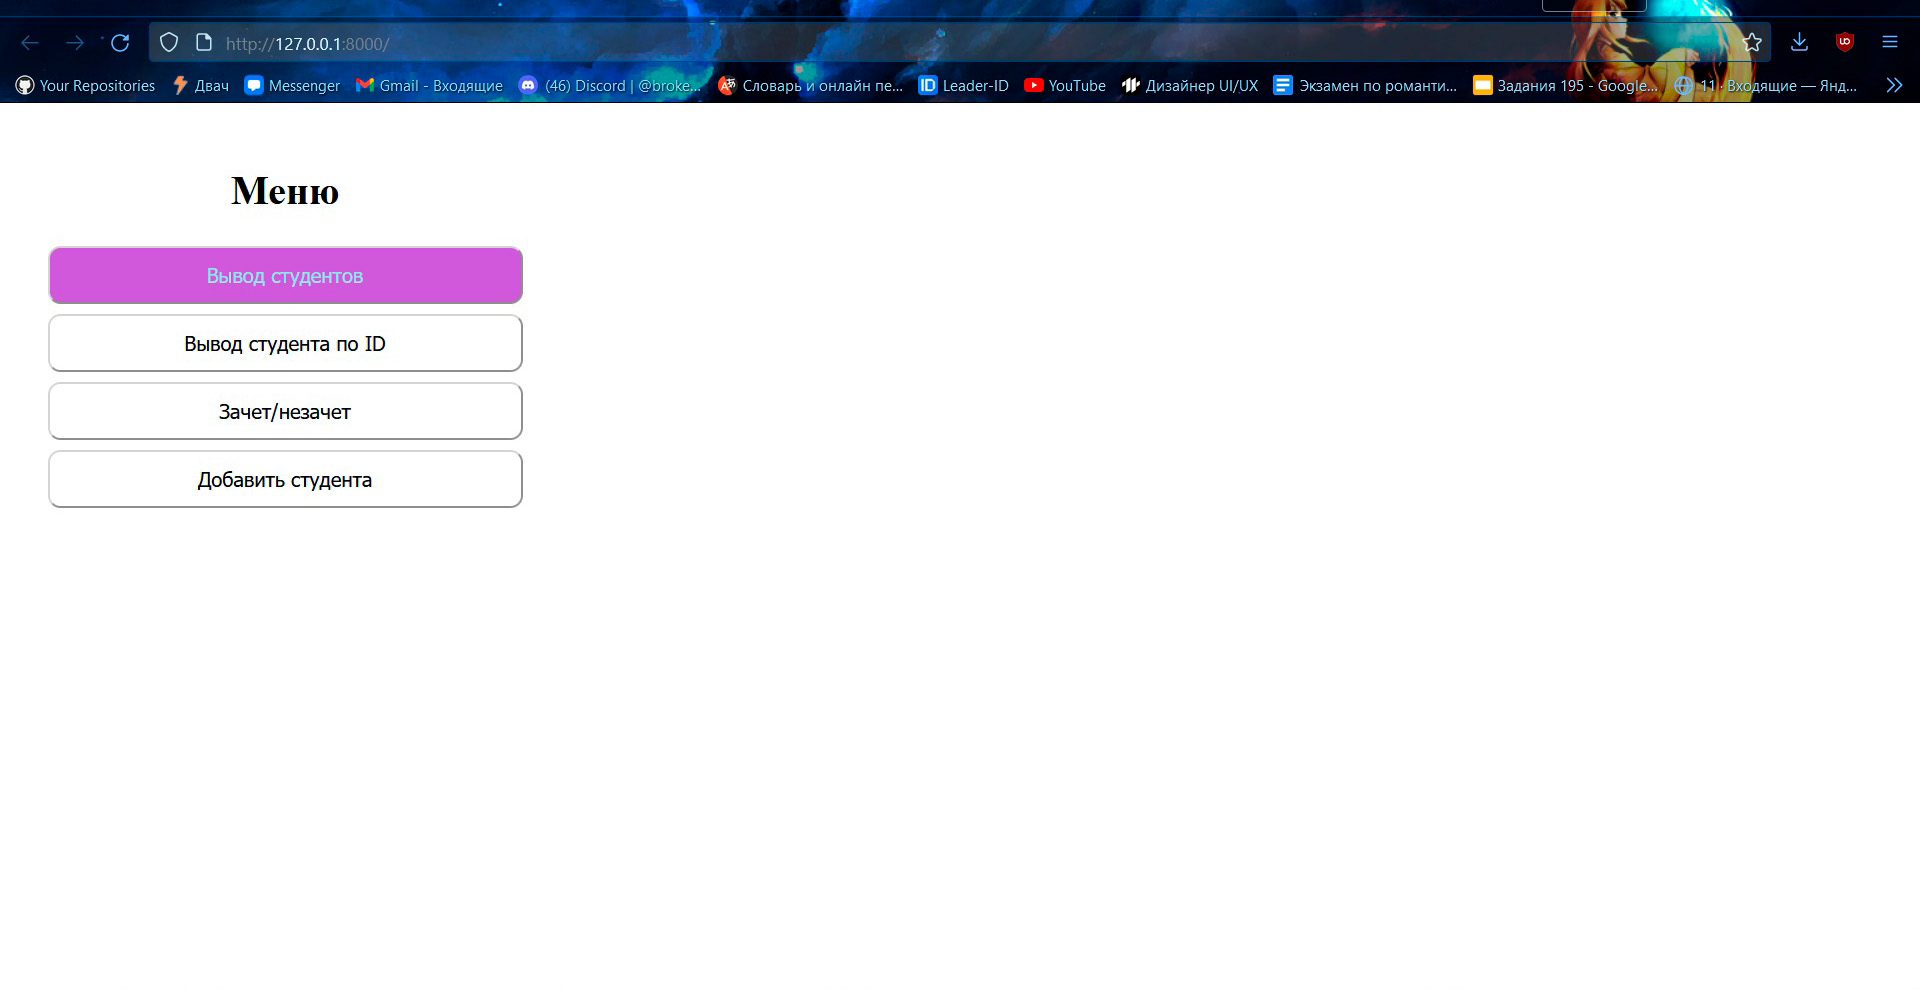 http://127.0.0.1:8000/
Your Repositories Двач Messenger Gmail - Входящие (46) Discord | @broke... Словарь и онлайн пе... Leader-ID YouTube Дизайнер UI/UX Экзамен по романти... Задания 195 - Google... 11 · Входящие — Янд...
Меню
Вывод студентов
Вывод студента по ID
Зачет/незачет
Добавить студента